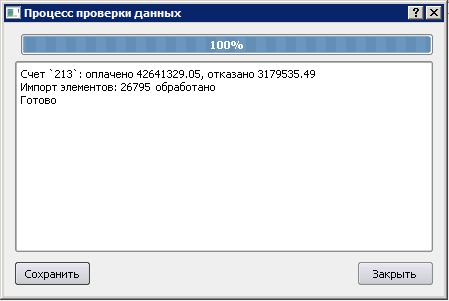 Процесс проверки данных
100%
Счет `213`: оплачено 42641329.05, отказано 3179535.49
Импорт элементов: 26795 обработано
Готово
Сохранить
Закрыть